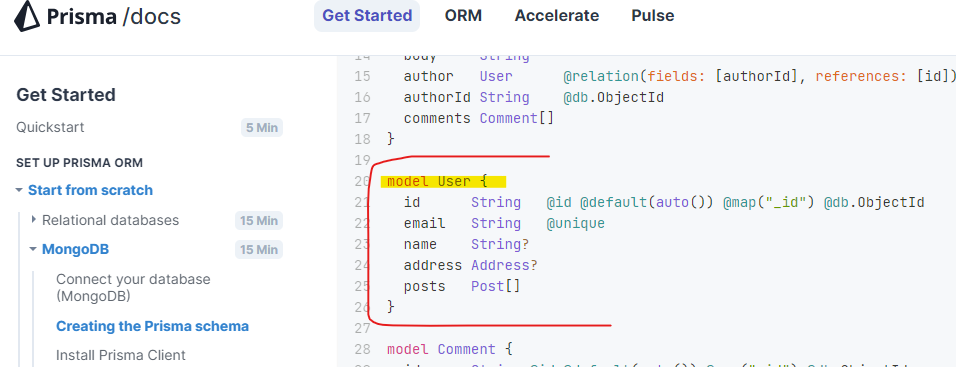 Prisma /docs
Get Started ORM Accelerate Pulse
Get Started
Quickstart 5 Min
SET UP PRISMA ORM
Start from scratch
Relational databases 15 Min
MongoDB 15 Min
Connect your database
(MongoDB)
Creating the Prisma schema
Install Prisma Client
14 body String
15 author User @relation(fields: [authorId], references: [id])
16 authorId String @db.ObjectId
17 comments Comment[]
18 }
19
20 model User {
21 id String @id @default(auto()) @map("_id") @db.ObjectId
22 email String @unique
23 name String?
24 address Address?
25 posts Post[]
26 }
27
28 model Comment {